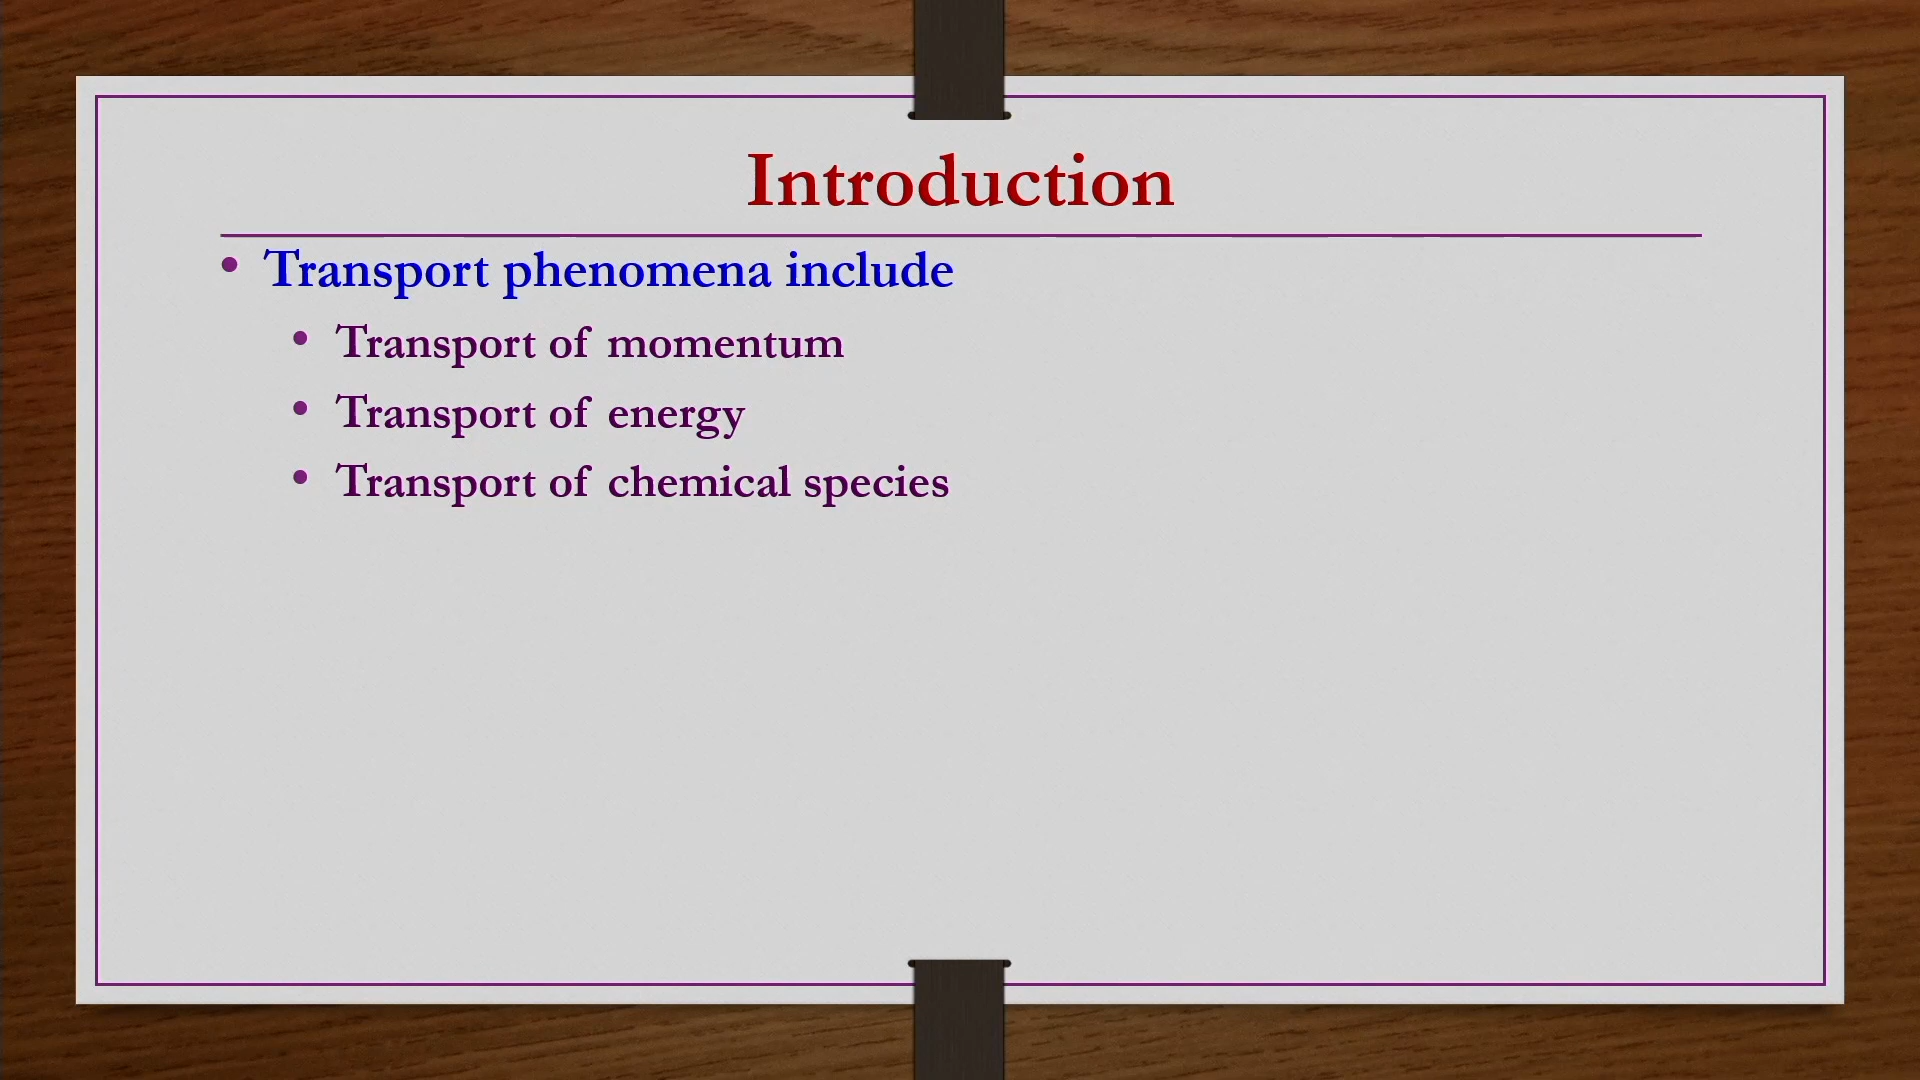 Introduction
• Transport phenomena include
• Transport of momentum
• Transport of energy
• Transport of chemical species